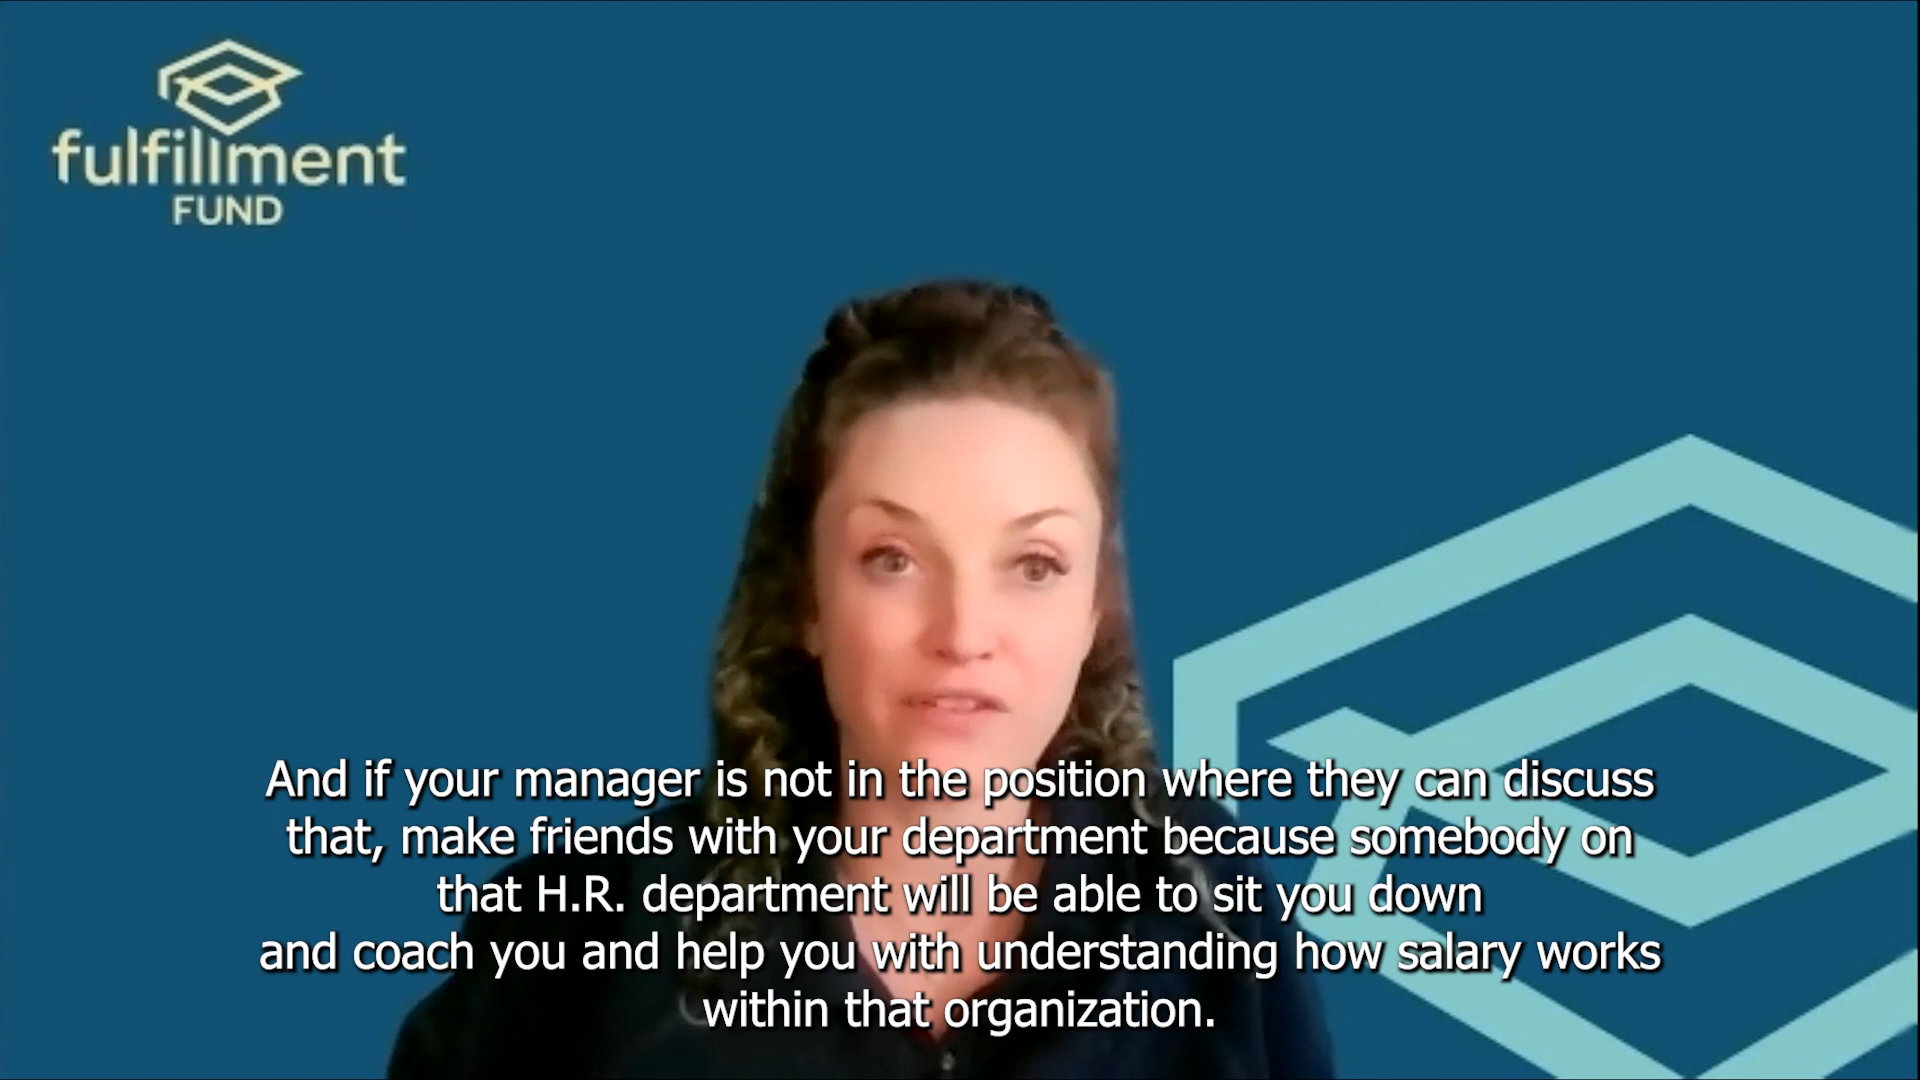 fulfillment
FUND
And if your manager is not in the position where they can discuss
that, make friends with your department because somebody on
that H.R. department will be able to sit you down
and coach you and help you with understanding how salary works
within that organization.